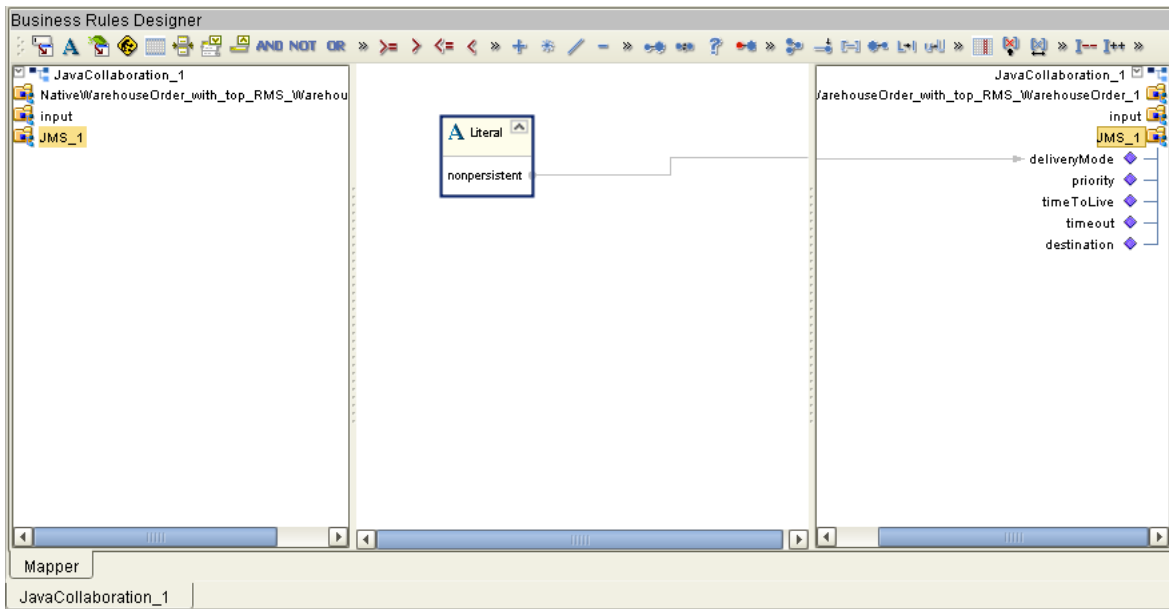 Business Rules Designer
A AND NOT OR » >= > <= < » + * / - » ? » » » I-- I++ »
JavaCollaboration_1
NativeWarehouseOrder_with_top_RMS_Warehou
input
JMS_1
A Literal
nonpersistent
JavaCollaboration_1
WarehouseOrder_with_top_RMS_WarehouseOrder_1
input
JMS_1
deliveryMode
priority
timeToLive
timeout
destination
Mapper
JavaCollaboration_1